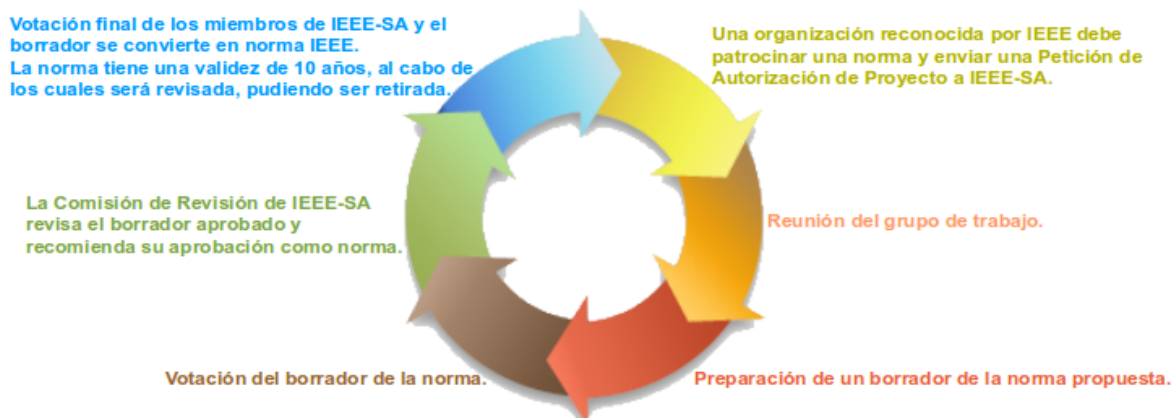 Votación final de los miembros de IEEE-SA y el
borrador se convierte en norma IEEE.
La norma tiene una validez de 10 años, al cabo de
los cuales será revisada, pudiendo ser retirada.
Una organización reconocida por IEEE debe
patrocinar una norma y enviar una Petición de
Autorización de Proyecto a IEEE-SA.
La Comisión de Revisión de IEEE-SA
revisa el borrador aprobado y
recomienda su aprobación como norma.
Reunión del grupo de trabajo.
Votación del borrador de la norma.
Preparación de un borrador de la norma propuesta.